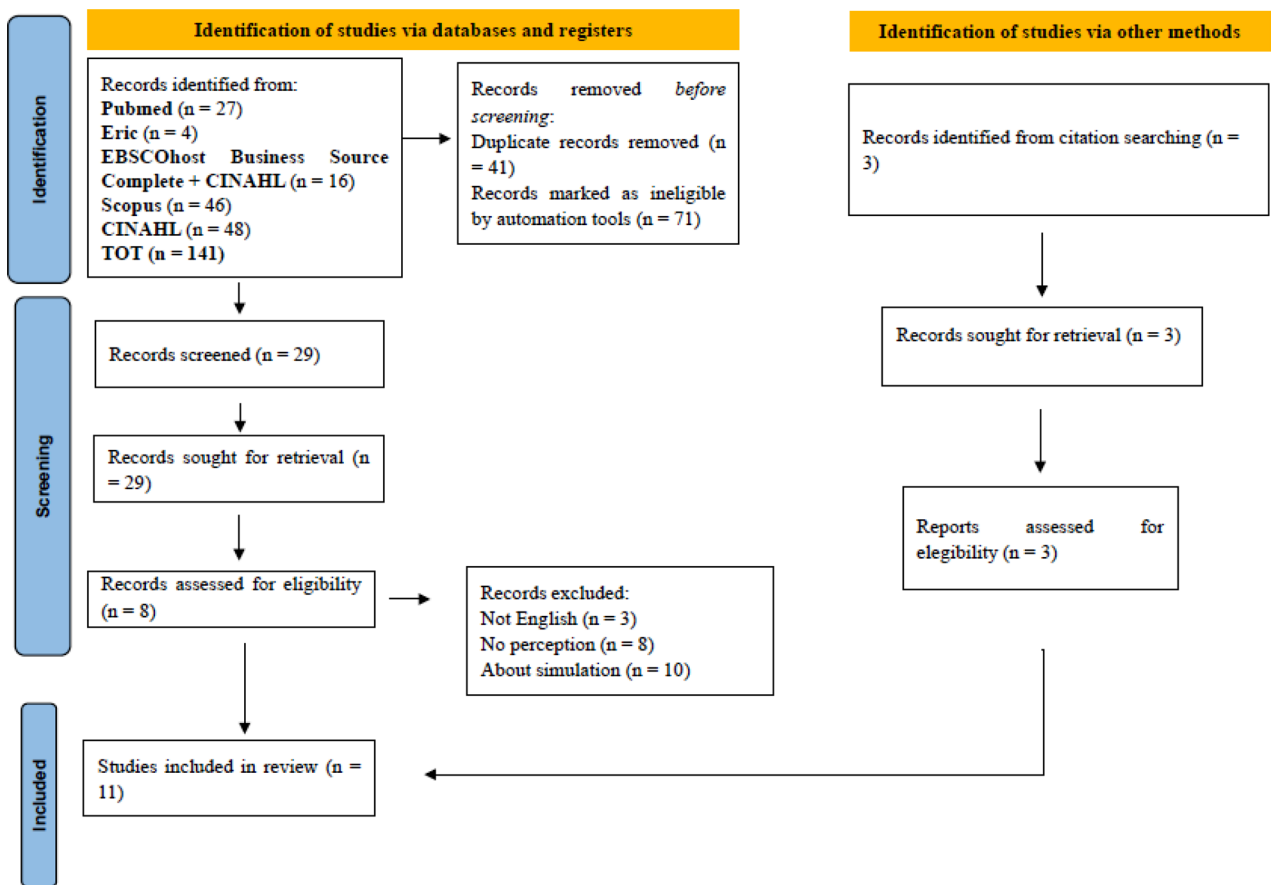 Identification of studies via databases and registers
Identification of studies via other methods
Identification
Records identified from:
Pubmed (n = 27)
Eric (n = 4)
EBSCOhost Business Source
Complete + CINAHL (n = 16)
Scopus (n = 46)
CINAHL (n = 48)
TOT (n = 141)
Records removed before
screening:
Duplicate records removed (n
= 41)
Records marked as ineligible
by automation tools (n = 71)
Records identified from citation searching (n =
3)
Screening
Records screened (n = 29)
Records sought for retrieval (n = 3)
Records sought for retrieval (n
= 29)
Reports assessed for
elegibility (n = 3)
Records assessed for eligibility
(n = 8)
Records excluded:
Not English (n = 3)
No perception (n = 8)
About simulation (n = 10)
Included
Studies included in review (n =
11)